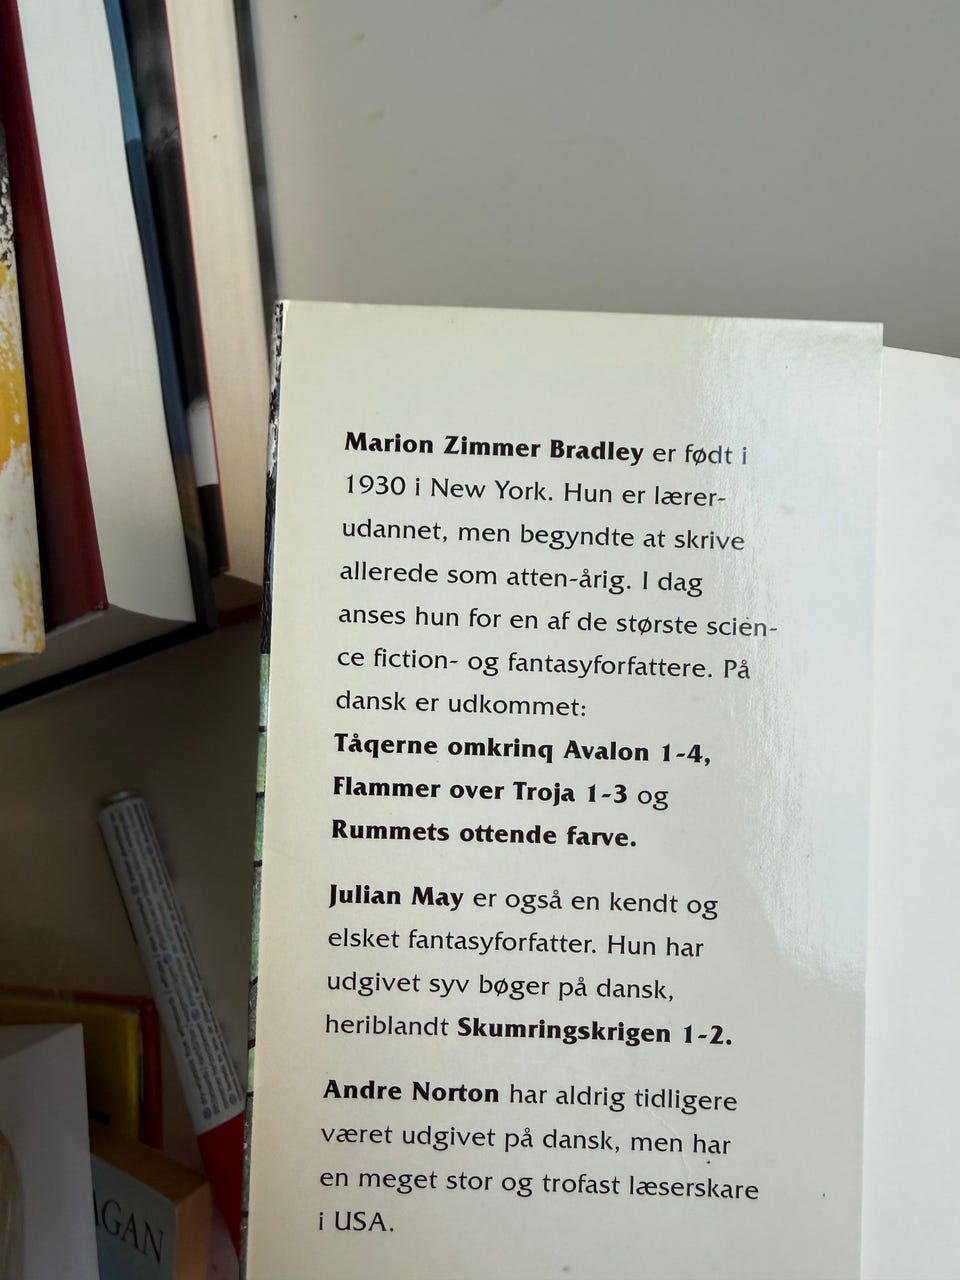 Marion Zimmer Bradley er født i
1930 i New York. Hun er lærer-
udannet, men begyndte at skrive
allerede som atten-årig. I dag
anses hun for en af de største scien-
ce fiction- og fantasyforfattere. På
dansk er udkommet:
Tågerne omkring Avalon 1-4,
Flammer over Troja 1-3 og
Rummets ottende farve.
Julian May er også en kendt og
elsket fantasyforfatter. Hun har
udgivet syv bøger på dansk,
heriblandt Skumringskrigen 1-2.
Andre Norton har aldrig tidligere
været udgivet på dansk, men har
en meget stor og trofast læserskare
i USA.
AGAN